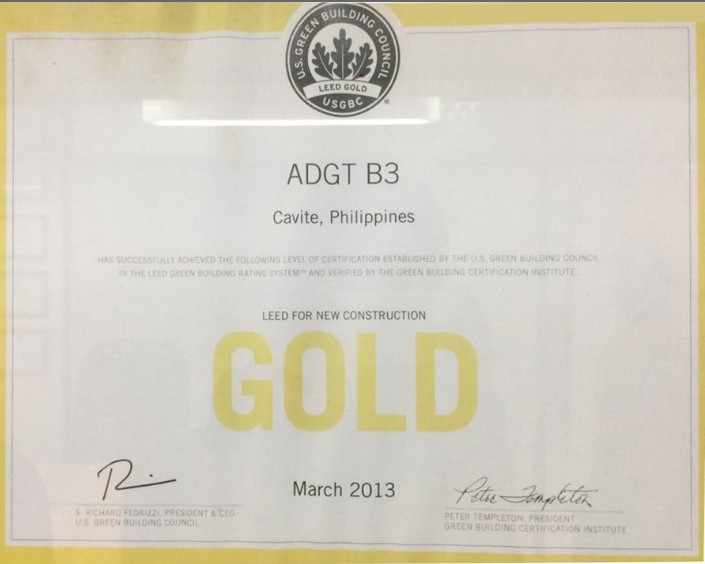 U.S. GREEN BUILDING COUNCIL
LEED GOLD
USGBC
®
ADGT B3
Cavite, Philippines
HAS SUCCESSFULLY ACHIEVED THE FOLLOWING LEVEL OF CERTIFICATION ESTABLISHED BY THE U.S. GREEN BUILDING COUNCIL
IN THE LEED GREEN BUILDING RATING SYSTEM™ AND VERIFIED BY THE GREEN BUILDING CERTIFICATION INSTITUTE.
LEED FOR NEW CONSTRUCTION
GOLD
March 2013
S. RICHARD FEDRIZZI, PRESIDENT & CEO
U.S. GREEN BUILDING COUNCIL
Peter Templeton
PETER TEMPLETON, PRESIDENT
GREEN BUILDING CERTIFICATION INSTITUTE